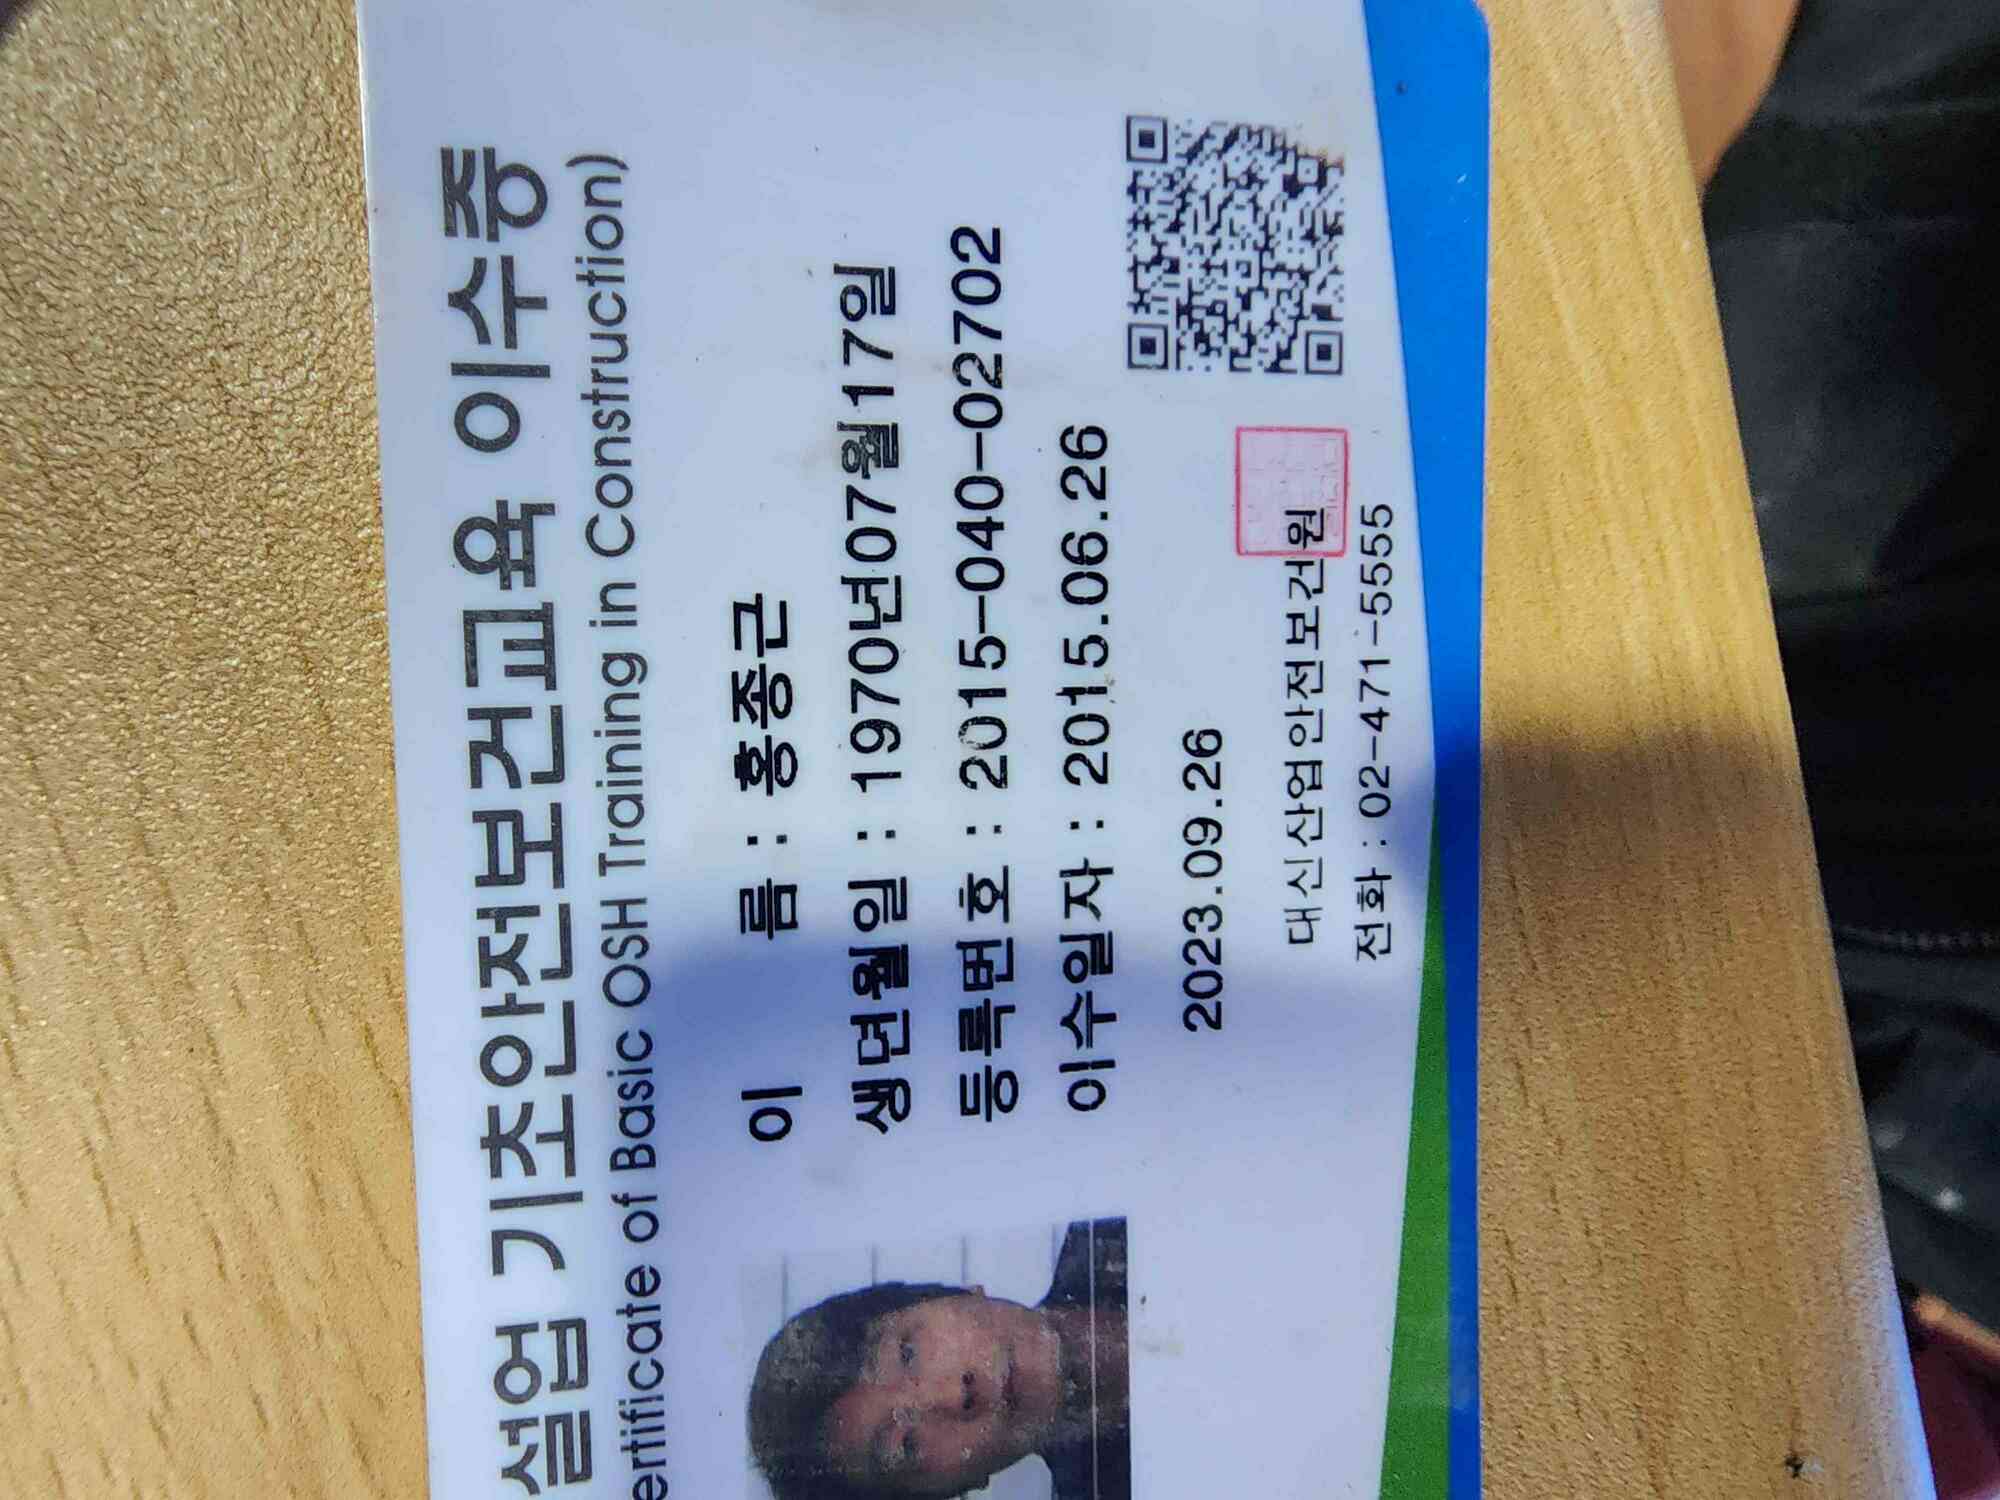 설업 기초안전보건교육 이수증
ertificate of Basic OSH Training in Construction)
이 름 : 홍종근
생년월일 : 1970년07월17일
등록번호 : 2015-040-02702
이수일자 : 2015.06.26
2023.09.26
대신산업안전보건원
전화 : 02-471-5555